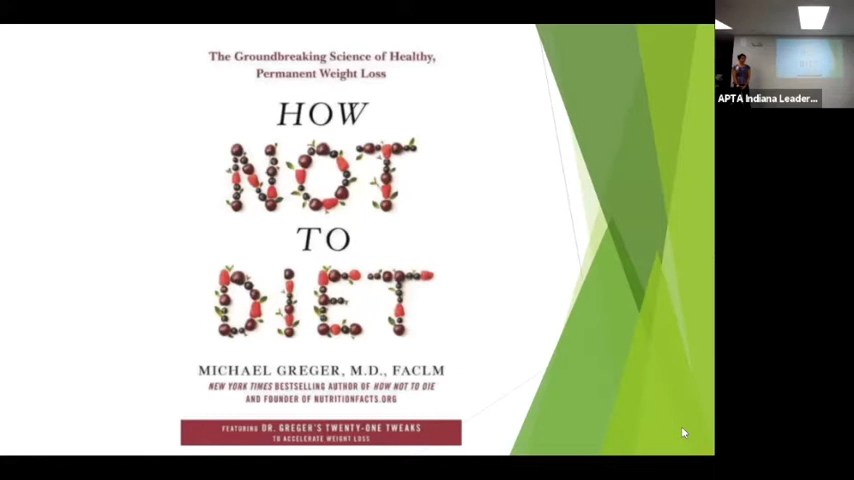 The Groundbreaking Science of Healthy,
Permanent Weight Loss
HOW
NOT
TO
DIET
MICHAEL GREGER, M.D., FACLM
NEW YORK TIMES BESTSELLING AUTHOR OF HOW NOT TO DIE
AND FOUNDER OF NUTRITIONFACTS.ORG
FEATURING DR. GREGER'S TWENTY-ONE TWEAKS
TO ACCELERATE WEIGHT LOSS
APTA Indiana Leader...